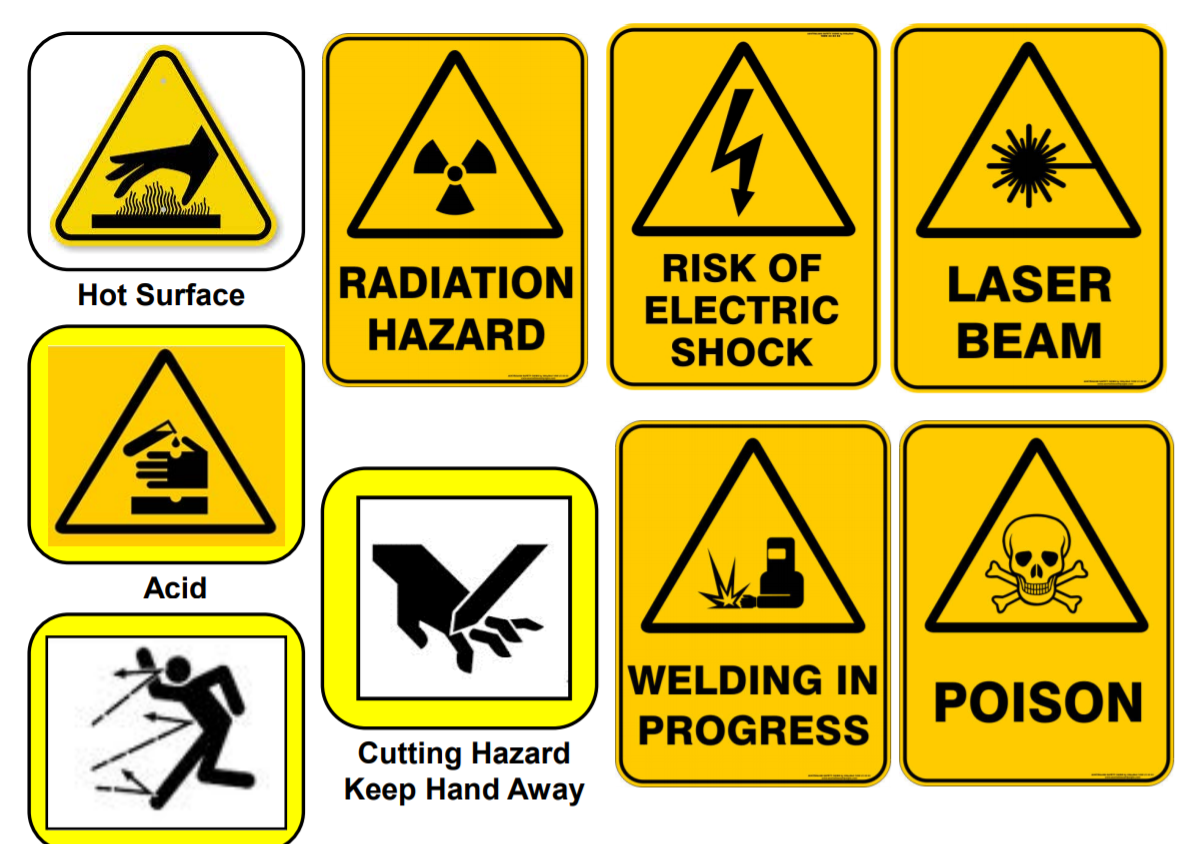 Hot Surface
RADIATION
HAZARD
RISK OF
ELECTRIC
SHOCK
LASER
BEAM
Acid
Cutting Hazard
Keep Hand Away
WELDING IN
PROGRESS
POISON